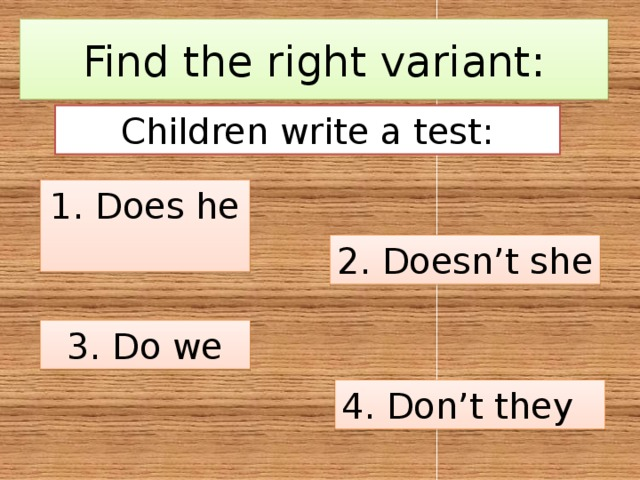 Find the right variant:
Children write a test:
1. Does he
2. Doesn’t she
3. Do we
4. Don’t they